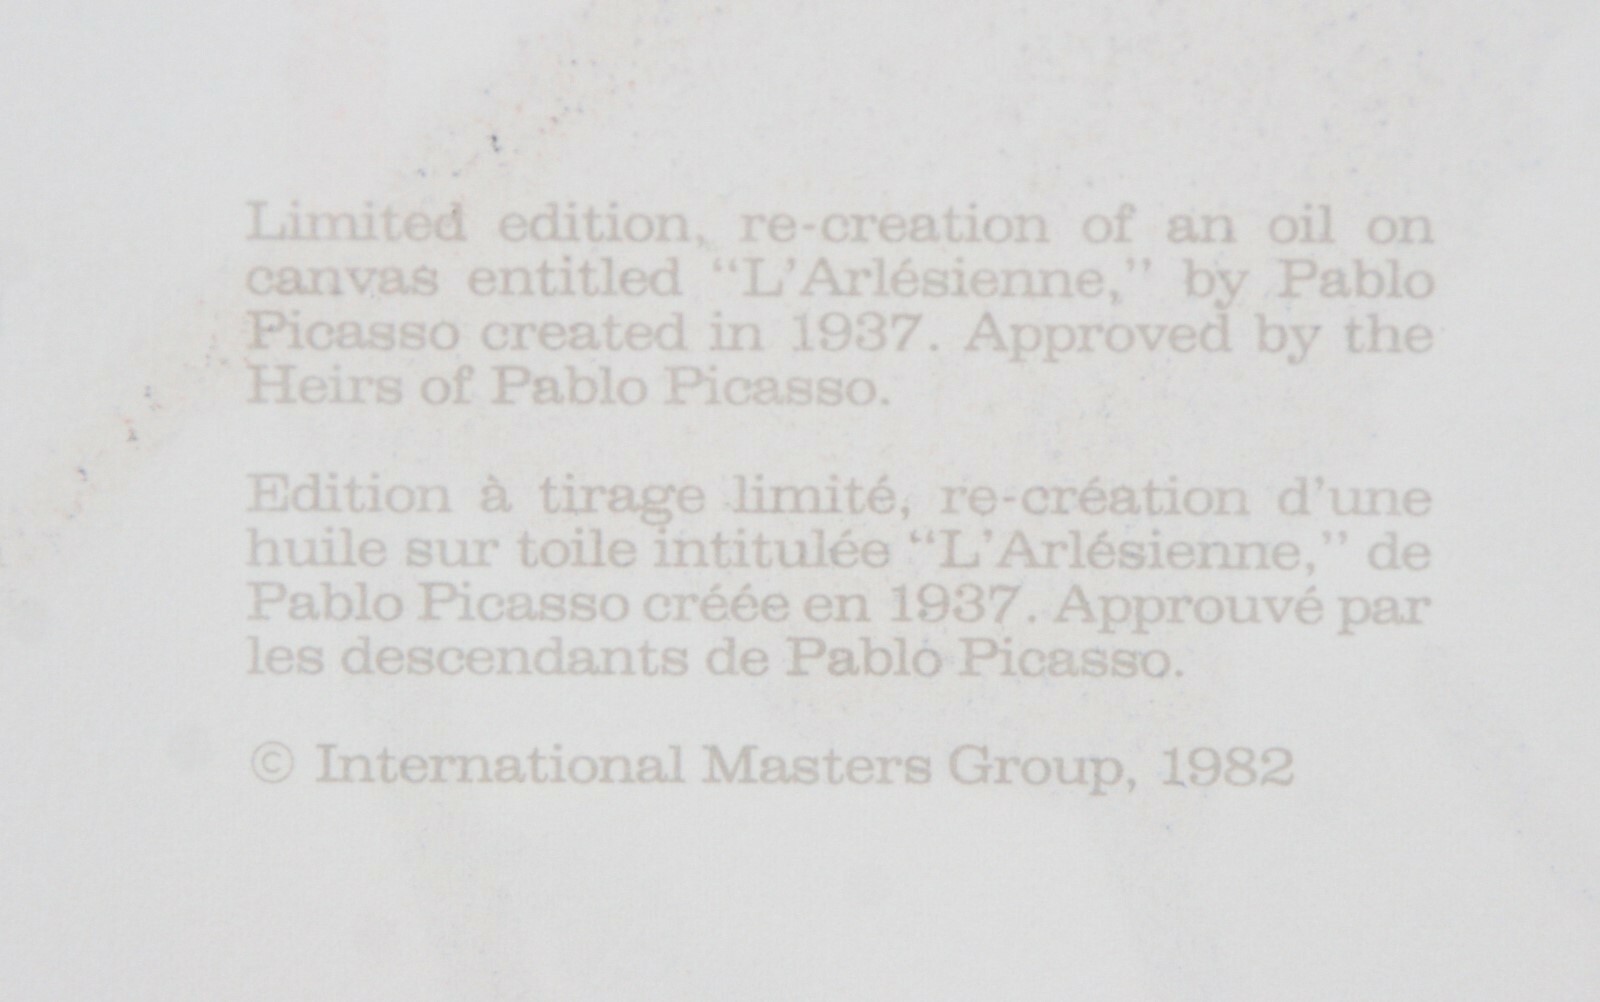 Limited edition, re-creation of an oil on
canvas entitled “L’Arlésienne,” by Pablo
Picasso created in 1937. Approved by the
Heirs of Pablo Picasso.
Edition à tirage limité, re-création d’une
huile sur toile intitulée “L’Arlésienne,” de
Pablo Picasso créée en 1937. Approuvé par
les descendants de Pablo Picasso.
© International Masters Group, 1982